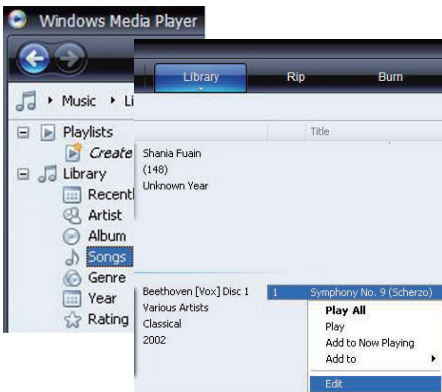 Windows Media Player
Music Li
Playlists
Create
Library
Recentl
Artist
Album
Songs
Genre
Year
Rating
Library Rip Burn
Title
Shania Fuain
(148)
Unknown Year
Beethoven [Vox] Disc 1
Various Artists
Classical
2002
1 Symphony No. 9 (Scherzo)
Play All
Play
Add to Now Playing
Add to
Edit